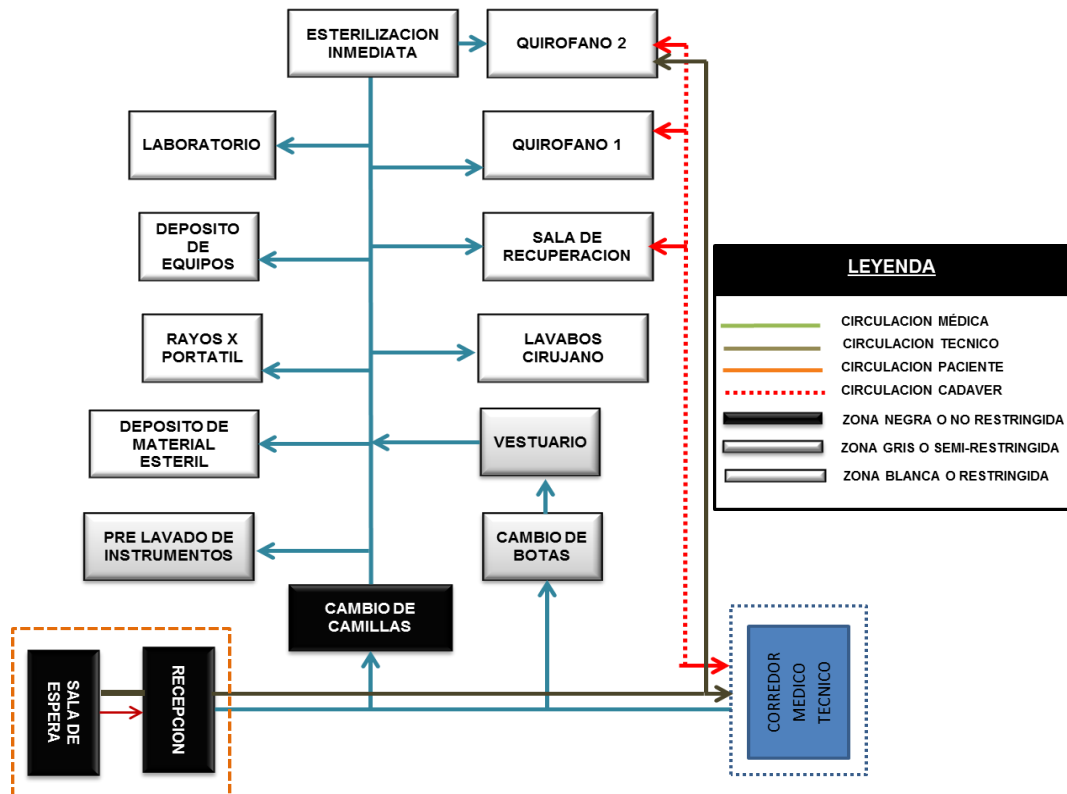 ESTERILIZACION
INMEDIATA
QUIROFANO 2
LABORATORIO
QUIROFANO 1
DEPOSITO
DE
EQUIPOS
SALA DE
RECUPERACION
RAYOS X
PORTATIL
LAVABOS
CIRUJANO
DEPOSITO DE
MATERIAL
ESTERIL
VESTUARIO
PRE LAVADO DE
INSTRUMENTOS
CAMBIO DE
BOTAS
CAMBIO DE
CAMILLAS
SALA DE
ESPERA
RECEPCION
CORREDOR
MEDICO
TECNICO
LEYENDA
CIRCULACION MÉDICA
CIRCULACION TECNICO
CIRCULACION PACIENTE
CIRCULACION CADAVER
ZONA NEGRA O NO RESTRINGIDA
ZONA GRIS O SEMI-RESTRINGIDA
ZONA BLANCA O RESTRINGIDA